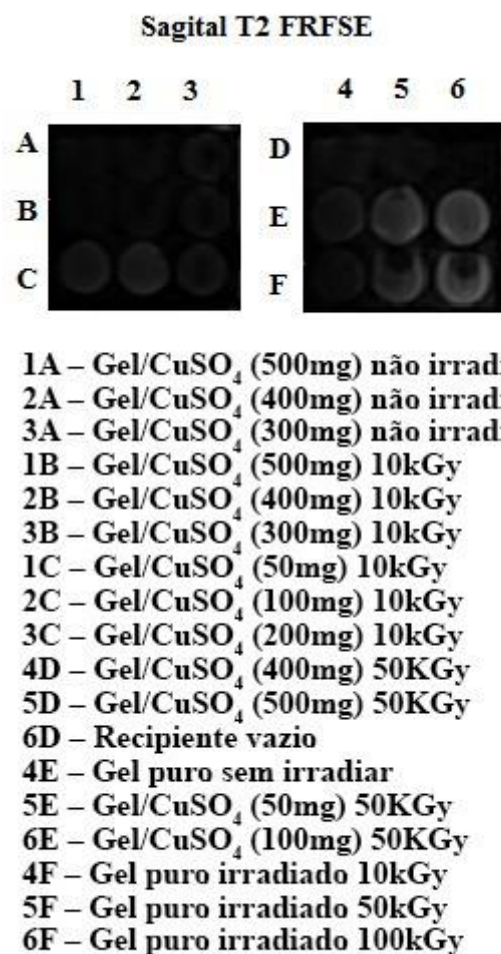 Sagital T2 FRFSE
1 2 3 4 5 6
A D
B E
C F
1A – Gel/CuSO₄ (500mg) não irradi
2A – Gel/CuSO₄ (400mg) não irradi
3A – Gel/CuSO₄ (300mg) não irradi
1B – Gel/CuSO₄ (500mg) 10kGy
2B – Gel/CuSO₄ (400mg) 10kGy
3B – Gel/CuSO₄ (300mg) 10kGy
1C – Gel/CuSO₄ (50mg) 10kGy
2C – Gel/CuSO₄ (100mg) 10kGy
3C – Gel/CuSO₄ (200mg) 10kGy
4D – Gel/CuSO₄ (400mg) 50KGy
5D – Gel/CuSO₄ (500mg) 50KGy
6D – Recipiente vazio
4E – Gel puro sem irradiar
5E – Gel/CuSO₄ (50mg) 50KGy
6E – Gel/CuSO₄ (100mg) 50KGy
4F – Gel puro irradiado 10kGy
5F – Gel puro irradiado 50kGy
6F – Gel puro irradiado 100kGy